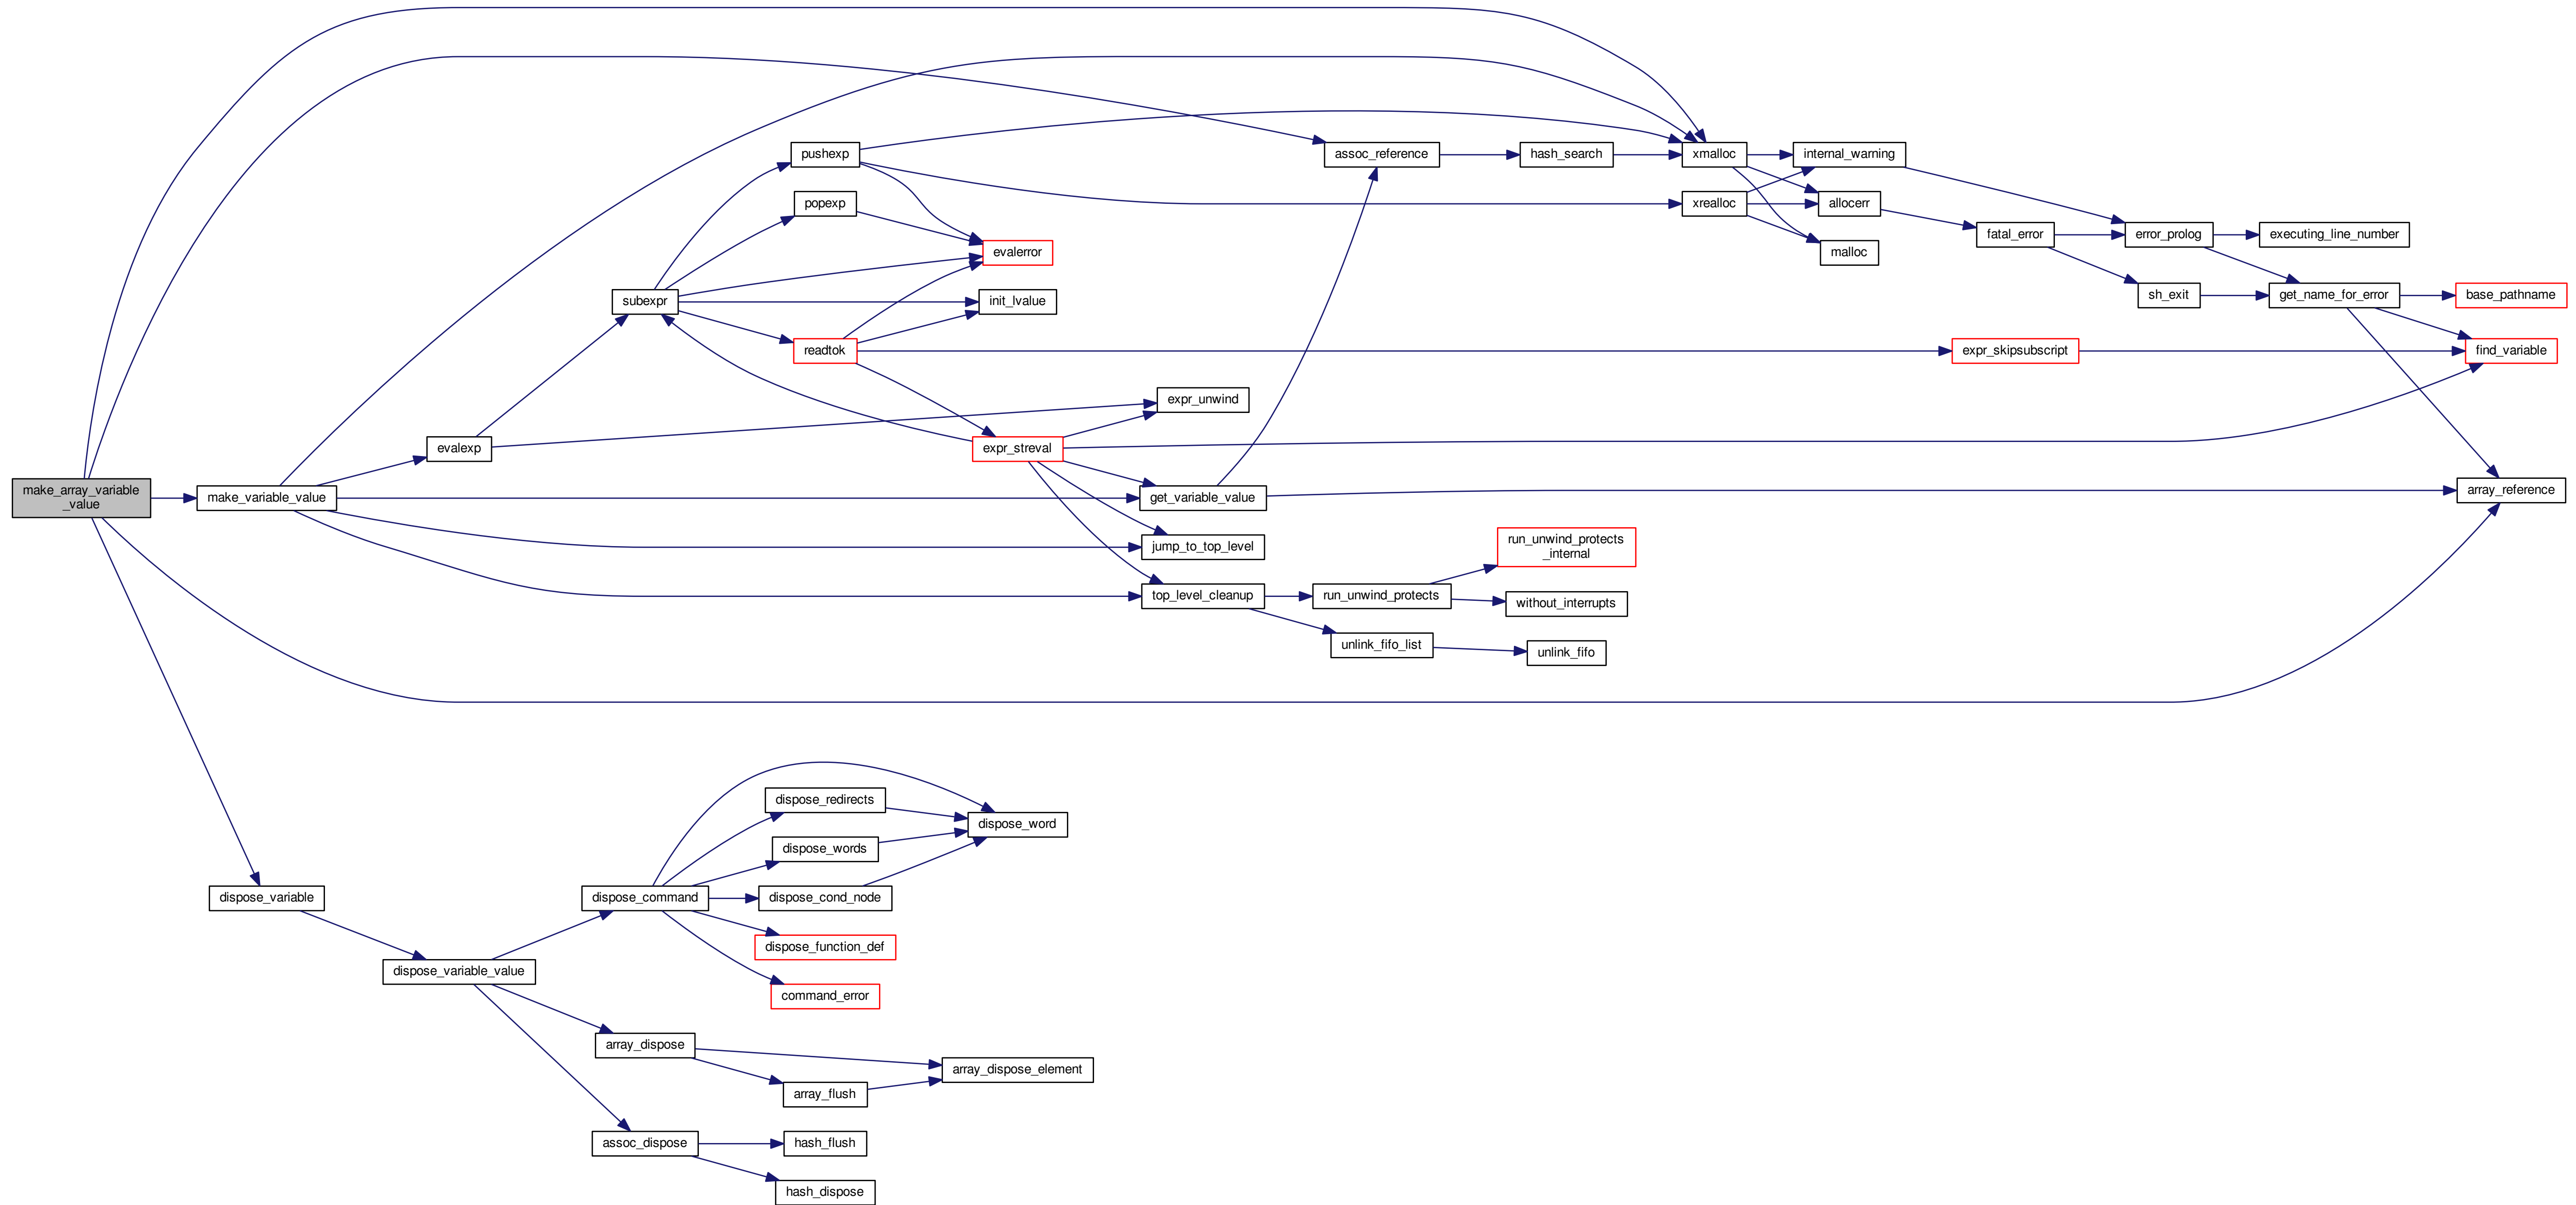 make_array_variable
_value
make_variable_value
dispose_variable
evalexp
dispose_variable_value
subexpr
dispose_command
array_dispose
assoc_dispose
pushexp
popexp
readtok
dispose_redirects
dispose_words
dispose_cond_node
dispose_function_def
command_error
array_flush
hash_flush
hash_dispose
evalerror
init_lvalue
expr_streval
dispose_word
array_dispose_element
expr_unwind
get_variable_value
jump_to_top_level
top_level_cleanup
assoc_reference
run_unwind_protects
unlink_fifo_list
hash_search
run_unwind_protects
_internal
without_interrupts
unlink_fifo
xmalloc
xrealloc
internal_warning
allocerr
malloc
fatal_error
expr_skipsubscript
error_prolog
sh_exit
executing_line_number
get_name_for_error
base_pathname
find_variable
array_reference